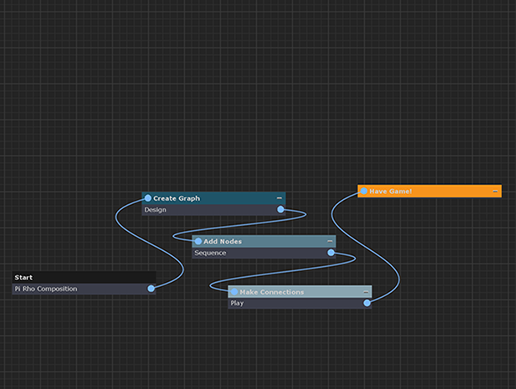 Start
Pi Rho Composition
Create Graph
Design
Add Nodes
Sequence
Make Connections
Play
Have Game!